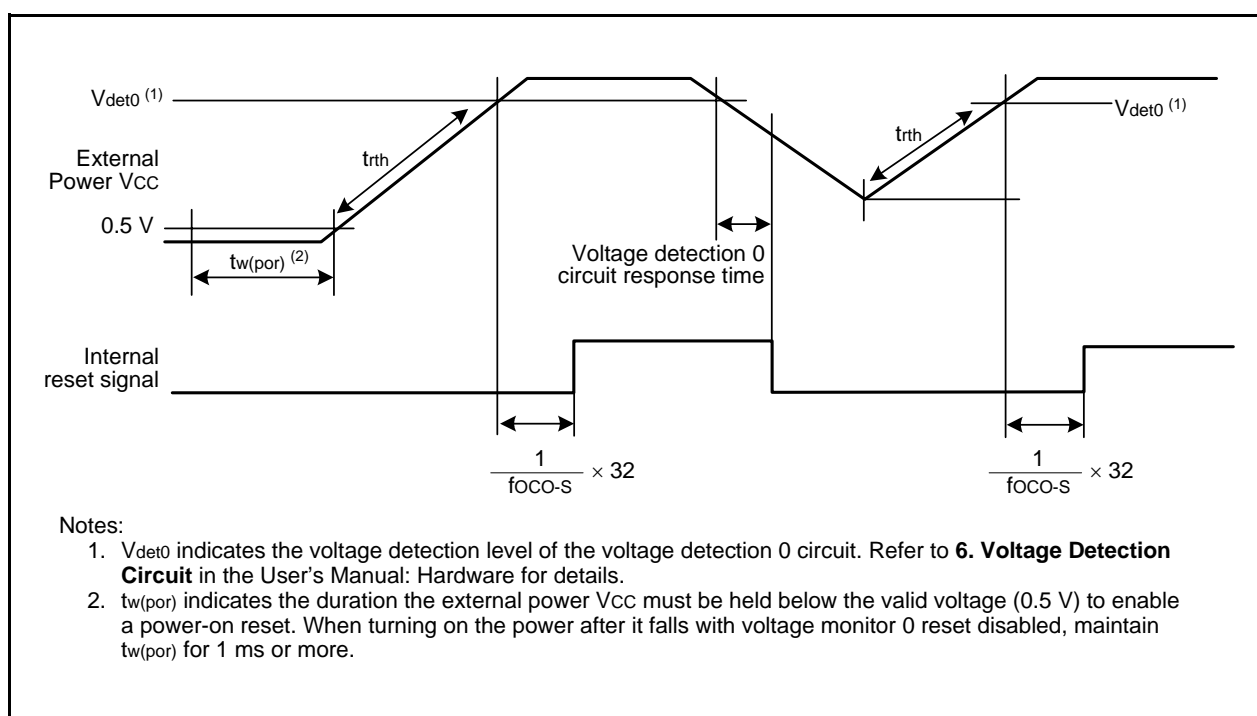 Vdet0 (1)
Vdet0 (1)
trth
trth
External
Power VCC
0.5 V
tw(por) (2)
Voltage detection 0
circuit response time
Internal
reset signal
1
fOCO-S
× 32
1
fOCO-S
× 32
Notes:
1. Vdet0 indicates the voltage detection level of the voltage detection 0 circuit. Refer to 6. Voltage Detection
Circuit in the User's Manual: Hardware for details.
2. tw(por) indicates the duration the external power VCC must be held below the valid voltage (0.5 V) to enable
a power-on reset. When turning on the power after it falls with voltage monitor 0 reset disabled, maintain
tw(por) for 1 ms or more.